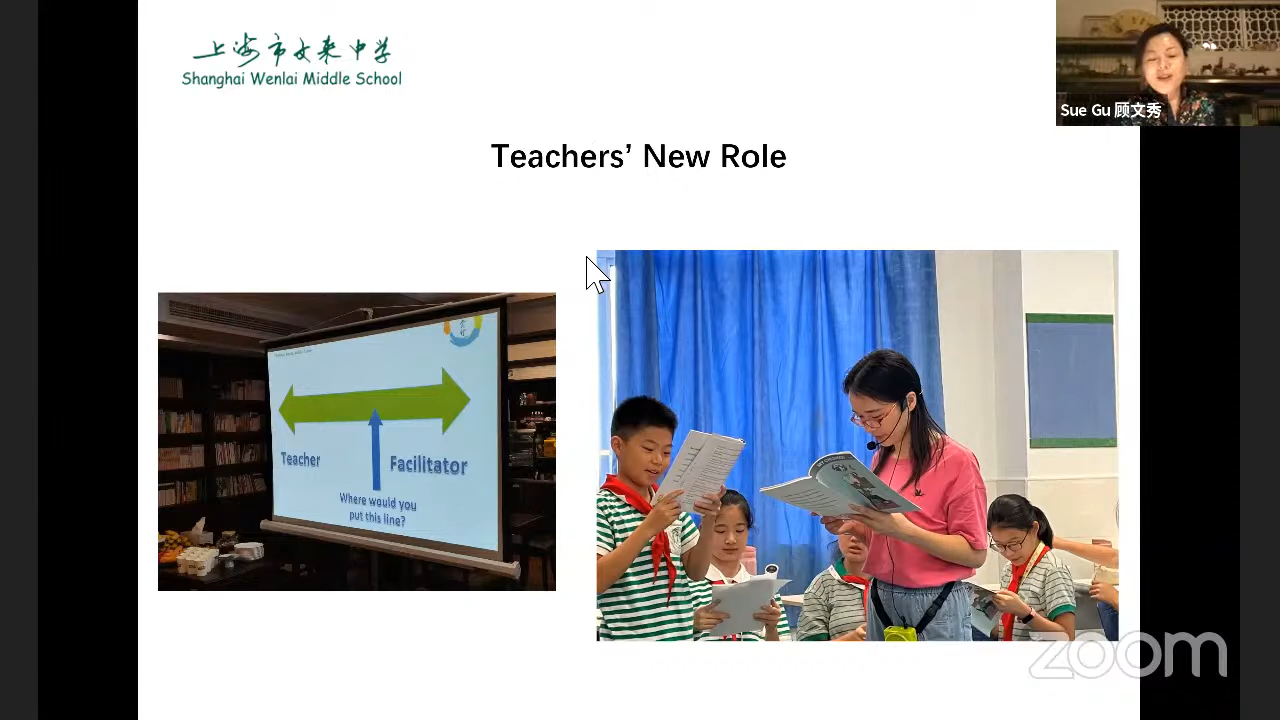 上海市文来中学
Shanghai Wenlai Middle School
Sue Gu 顾文秀
Teachers’ New Role
Teacher
Facilitator
Where would you
put this line?
zoom